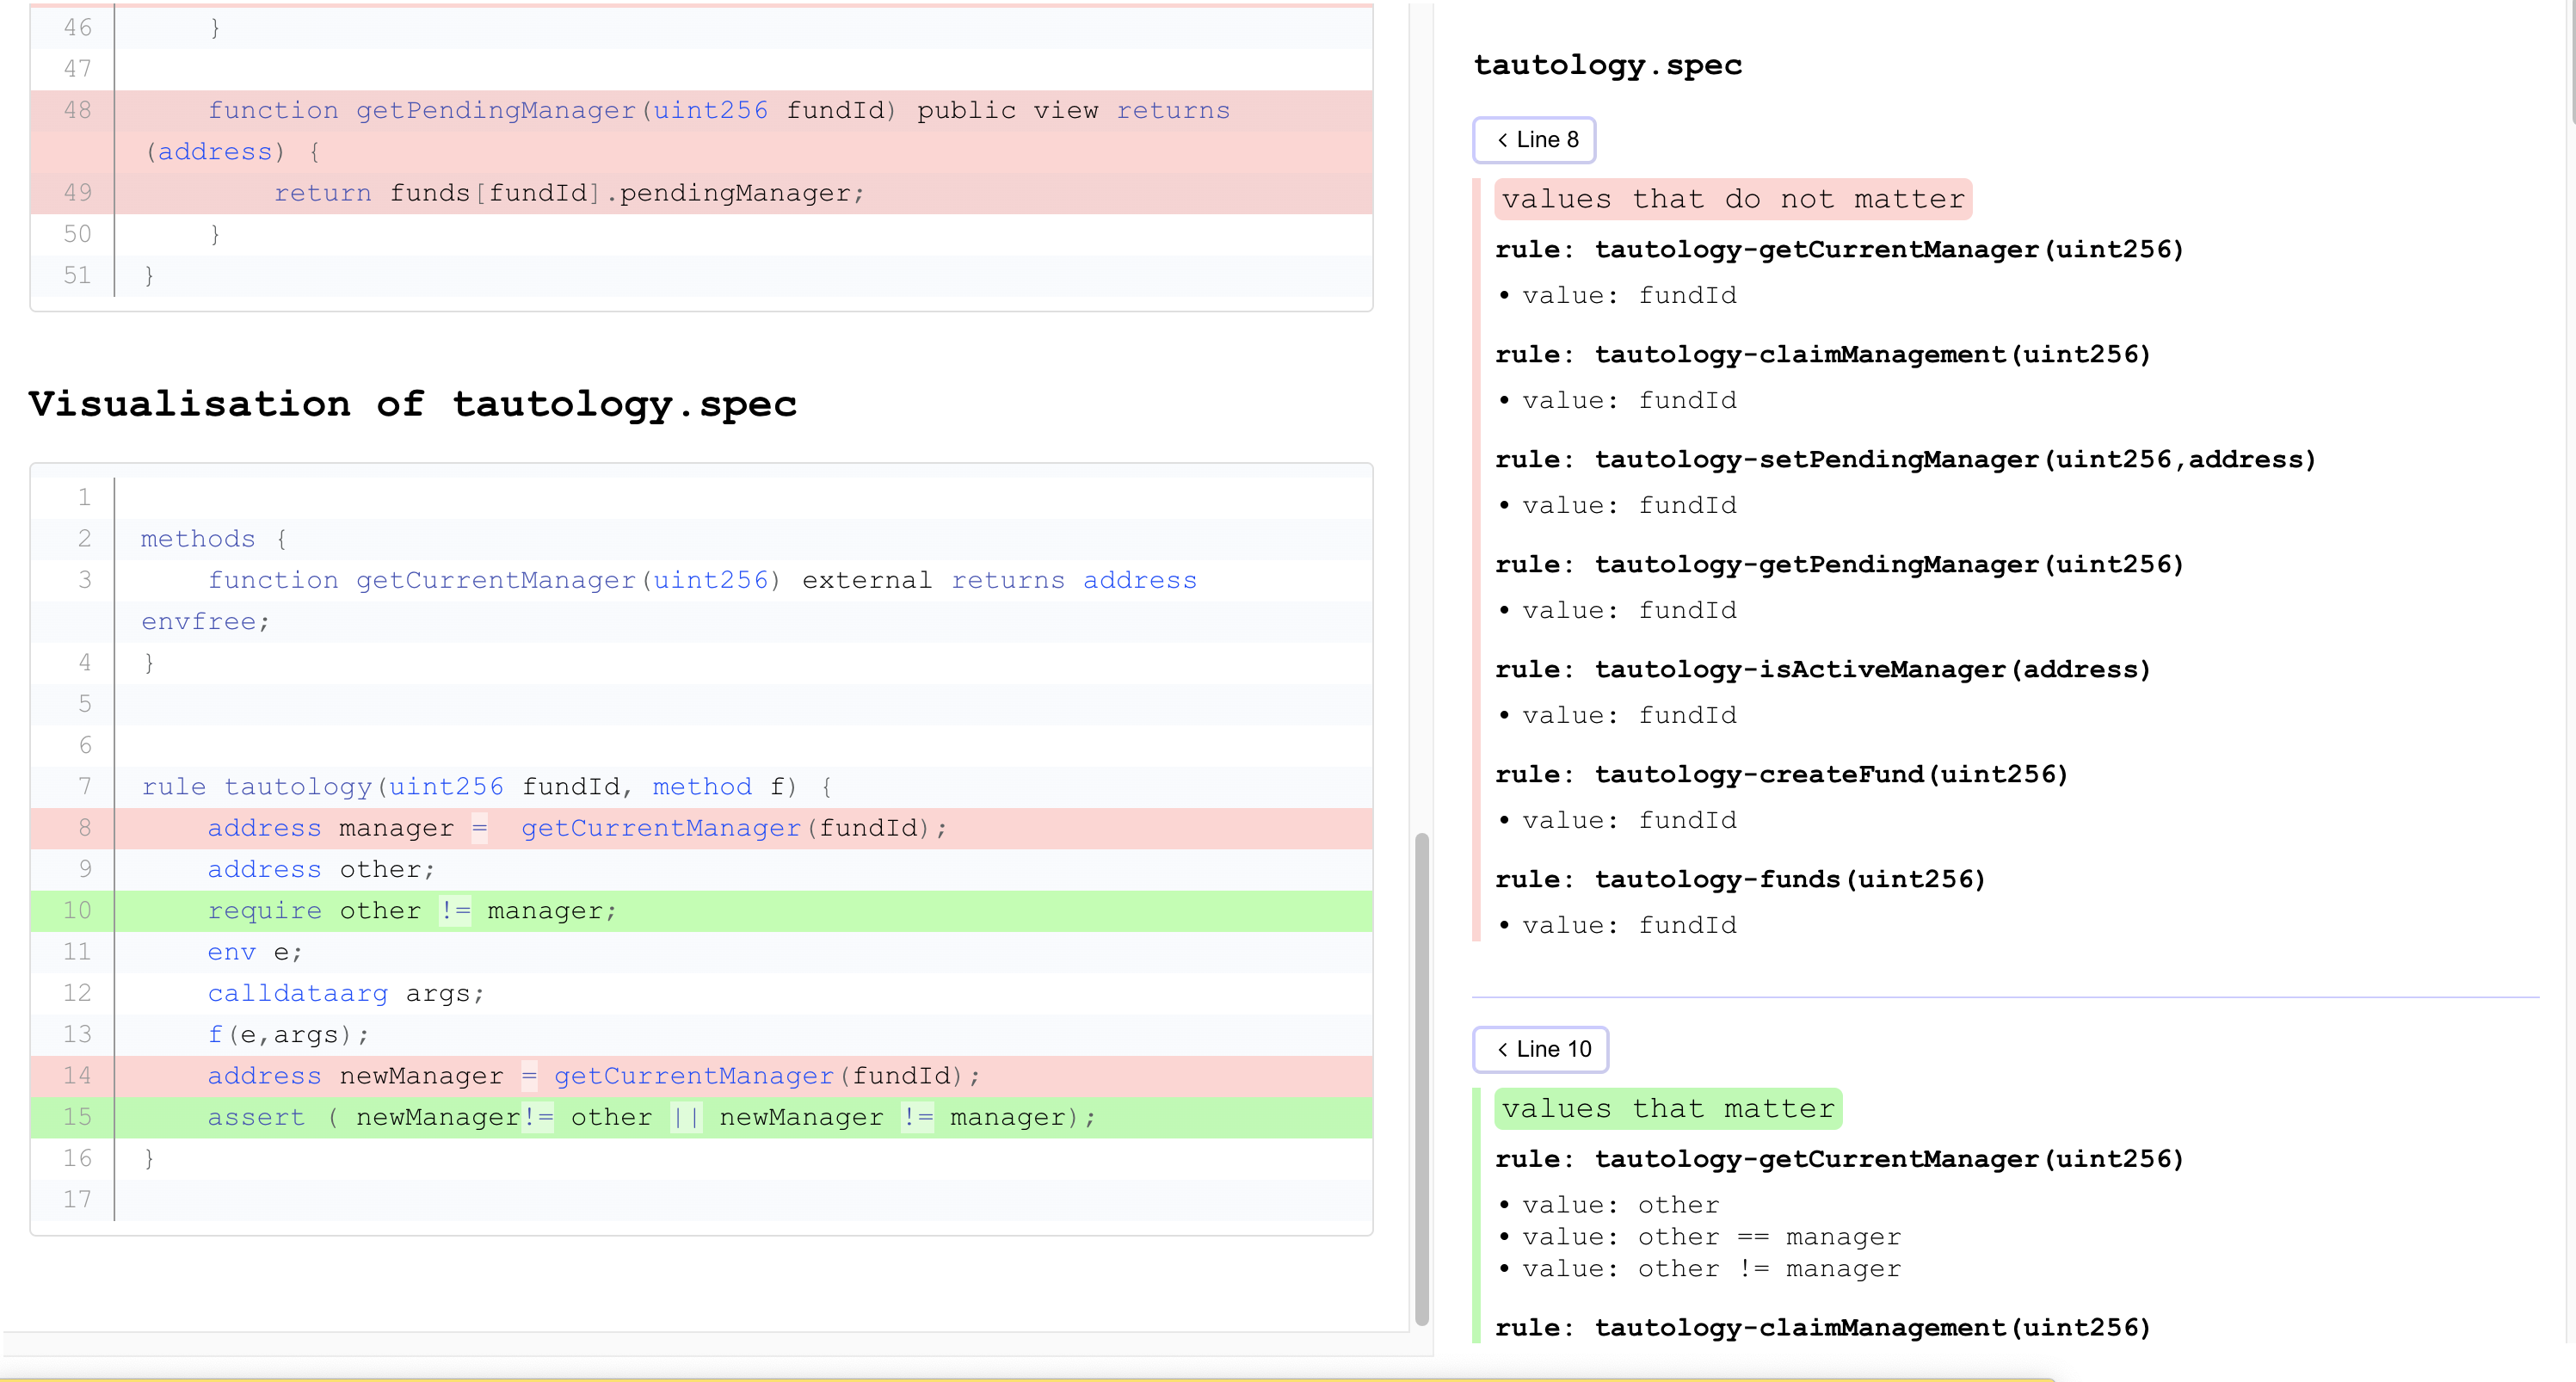 46     }
47
48     function getPendingManager(uint256 fundId) public view returns
(address) {
49         return funds[fundId].pendingManager;
50     }
51 }
Visualisation of tautology.spec
1
2 methods {
3     function getCurrentManager(uint256) external returns address
envfree;
4 }
5
6
7 rule tautology(uint256 fundId, method f) {
8     address manager =  getCurrentManager(fundId);
9     address other;
10     require other != manager;
11     env e;
12     calldataarg args;
13     f(e,args);
14     address newManager = getCurrentManager(fundId);
15     assert ( newManager!= other || newManager != manager);
16 }
17
tautology.spec
< Line 8
values that do not matter
rule: tautology-getCurrentManager(uint256)
• value: fundId
rule: tautology-claimManagement(uint256)
• value: fundId
rule: tautology-setPendingManager(uint256,address)
• value: fundId
rule: tautology-getPendingManager(uint256)
• value: fundId
rule: tautology-isActiveManager(address)
• value: fundId
rule: tautology-createFund(uint256)
• value: fundId
rule: tautology-funds(uint256)
• value: fundId
< Line 10
values that matter
rule: tautology-getCurrentManager(uint256)
• value: other
• value: other == manager
• value: other != manager
rule: tautology-claimManagement(uint256)